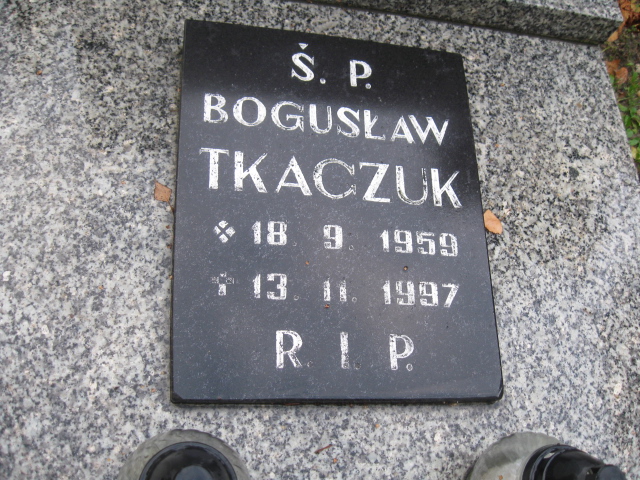 Ś. P.
BOGUSŁAW
TKACZUK
18. 9. 1959
† 13. 11. 1997
R. I. P.